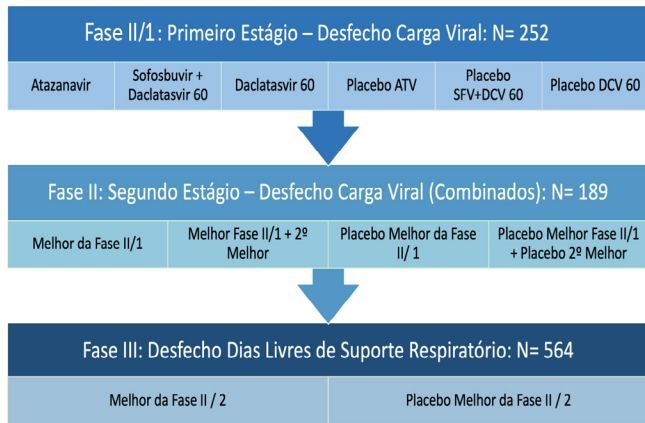 Fase II/1: Primeiro Estágio – Desfecho Carga Viral: N= 252
Atazanavir
Sofosbuvir +
Daclatasvir 60
Daclatasvir 60
Placebo ATV
Placebo
SFV+DCV 60
Placebo DCV 60
Fase II: Segundo Estágio – Desfecho Carga Viral (Combinados): N= 189
Melhor da Fase II/1
Melhor Fase II/1 + 2º
Melhor
Placebo Melhor da Fase
II/ 1
Placebo Melhor Fase II/1
+ Placebo 2º Melhor
Fase III: Desfecho Dias Livres de Suporte Respiratório: N= 564
Melhor da Fase II / 2
Placebo Melhor da Fase II / 2